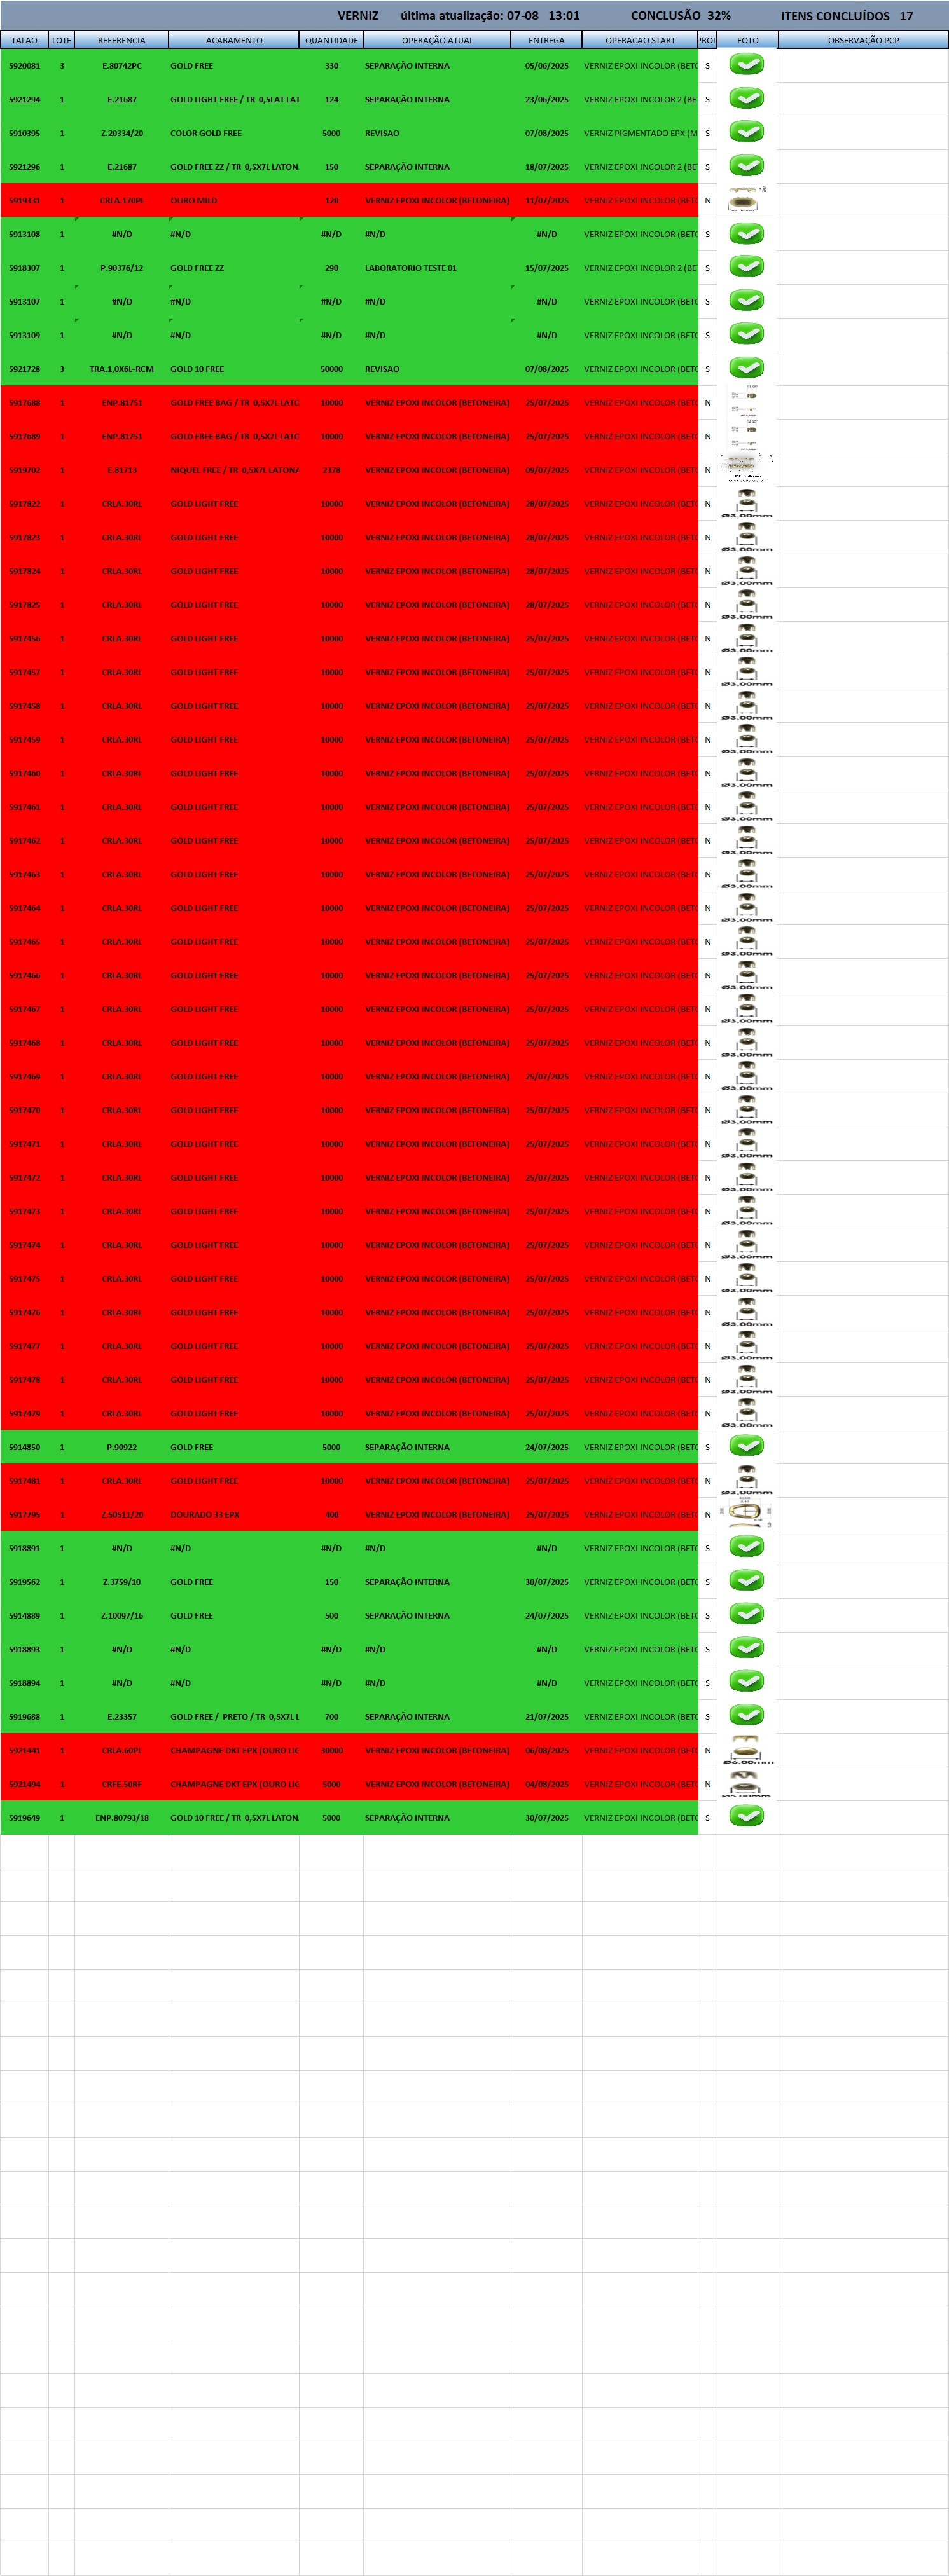 VERNIZ última atualização: 07-08 13:01 CONCLUSÃO 32% ITENS CONCLUÍDOS 17
TALAO LOTE REFERENCIA ACABAMENTO QUANTIDADE OPERAÇÃO ATUAL ENTREGA OPERACAO START PROD FOTO OBSERVAÇÃO PCP
5920081 3 E.80742PC GOLD FREE 330 SEPARAÇÃO INTERNA 05/06/2025 VERNIZ EPOXI INCOLOR (BETO S
5921294 1 E.21687 GOLD LIGHT FREE / TR 0,5LAT LAT 124 SEPARAÇÃO INTERNA 23/06/2025 VERNIZ EPOXI INCOLOR 2 (BE S
5910395 1 Z.20334/20 COLOR GOLD FREE 5000 REVISAO 07/08/2025 VERNIZ PIGMENTADO EPX (M S
5921296 1 E.21687 GOLD FREE ZZ / TR 0,5X7L LATON 150 SEPARAÇÃO INTERNA 18/07/2025 VERNIZ EPOXI INCOLOR 2 (BE S
5919331 1 CRLA.170PL OURO MILD 120 VERNIZ EPOXI INCOLOR (BETONEIRA) 11/07/2025 VERNIZ EPOXI INCOLOR (BETO N
5913108 1 #N/D #N/D #N/D #N/D #N/D VERNIZ EPOXI INCOLOR (BETO S
5918307 1 P.90376/12 GOLD FREE ZZ 290 LABORATORIO TESTE 01 15/07/2025 VERNIZ EPOXI INCOLOR 2 (BE S
5913107 1 #N/D #N/D #N/D #N/D #N/D VERNIZ EPOXI INCOLOR (BETO S
5913109 1 #N/D #N/D #N/D #N/D #N/D VERNIZ EPOXI INCOLOR (BETO S
5921728 3 TRA.1,0X6L-RCM GOLD 10 FREE 50000 REVISAO 07/08/2025 VERNIZ EPOXI INCOLOR (BETO S
5917688 1 ENP.81751 GOLD FREE BAG / TR 0,5X7L LATO 10000 VERNIZ EPOXI INCOLOR (BETONEIRA) 25/07/2025 VERNIZ EPOXI INCOLOR (BETO N
5917689 1 ENP.81751 GOLD FREE BAG / TR 0,5X7L LATO 10000 VERNIZ EPOXI INCOLOR (BETONEIRA) 25/07/2025 VERNIZ EPOXI INCOLOR (BETO N
5919702 1 E.81713 NIQUEL FREE / TR 0,5X7L LATONA 2378 VERNIZ EPOXI INCOLOR (BETONEIRA) 09/07/2025 VERNIZ EPOXI INCOLOR (BETO N
5917822 1 CRLA.30RL GOLD LIGHT FREE 10000 VERNIZ EPOXI INCOLOR (BETONEIRA) 28/07/2025 VERNIZ EPOXI INCOLOR (BETO N Ø3,00mm
5917823 1 CRLA.30RL GOLD LIGHT FREE 10000 VERNIZ EPOXI INCOLOR (BETONEIRA) 28/07/2025 VERNIZ EPOXI INCOLOR (BETO N Ø3,00mm
5917824 1 CRLA.30RL GOLD LIGHT FREE 10000 VERNIZ EPOXI INCOLOR (BETONEIRA) 28/07/2025 VERNIZ EPOXI INCOLOR (BETO N Ø3,00mm
5917825 1 CRLA.30RL GOLD LIGHT FREE 10000 VERNIZ EPOXI INCOLOR (BETONEIRA) 28/07/2025 VERNIZ EPOXI INCOLOR (BETO N Ø3,00mm
5917456 1 CRLA.30RL GOLD LIGHT FREE 10000 VERNIZ EPOXI INCOLOR (BETONEIRA) 25/07/2025 VERNIZ EPOXI INCOLOR (BETO N Ø3,00mm
5917457 1 CRLA.30RL GOLD LIGHT FREE 10000 VERNIZ EPOXI INCOLOR (BETONEIRA) 25/07/2025 VERNIZ EPOXI INCOLOR (BETO N Ø3,00mm
5917458 1 CRLA.30RL GOLD LIGHT FREE 10000 VERNIZ EPOXI INCOLOR (BETONEIRA) 25/07/2025 VERNIZ EPOXI INCOLOR (BETO N Ø3,00mm
5917459 1 CRLA.30RL GOLD LIGHT FREE 10000 VERNIZ EPOXI INCOLOR (BETONEIRA) 25/07/2025 VERNIZ EPOXI INCOLOR (BETO N Ø3,00mm
5917460 1 CRLA.30RL GOLD LIGHT FREE 10000 VERNIZ EPOXI INCOLOR (BETONEIRA) 25/07/2025 VERNIZ EPOXI INCOLOR (BETO N Ø3,00mm
5917461 1 CRLA.30RL GOLD LIGHT FREE 10000 VERNIZ EPOXI INCOLOR (BETONEIRA) 25/07/2025 VERNIZ EPOXI INCOLOR (BETO N Ø3,00mm
5917462 1 CRLA.30RL GOLD LIGHT FREE 10000 VERNIZ EPOXI INCOLOR (BETONEIRA) 25/07/2025 VERNIZ EPOXI INCOLOR (BETO N Ø3,00mm
5917463 1 CRLA.30RL GOLD LIGHT FREE 10000 VERNIZ EPOXI INCOLOR (BETONEIRA) 25/07/2025 VERNIZ EPOXI INCOLOR (BETO N Ø3,00mm
5917464 1 CRLA.30RL GOLD LIGHT FREE 10000 VERNIZ EPOXI INCOLOR (BETONEIRA) 25/07/2025 VERNIZ EPOXI INCOLOR (BETO N Ø3,00mm
5917465 1 CRLA.30RL GOLD LIGHT FREE 10000 VERNIZ EPOXI INCOLOR (BETONEIRA) 25/07/2025 VERNIZ EPOXI INCOLOR (BETO N Ø3,00mm
5917466 1 CRLA.30RL GOLD LIGHT FREE 10000 VERNIZ EPOXI INCOLOR (BETONEIRA) 25/07/2025 VERNIZ EPOXI INCOLOR (BETO N Ø3,00mm
5917467 1 CRLA.30RL GOLD LIGHT FREE 10000 VERNIZ EPOXI INCOLOR (BETONEIRA) 25/07/2025 VERNIZ EPOXI INCOLOR (BETO N Ø3,00mm
5917468 1 CRLA.30RL GOLD LIGHT FREE 10000 VERNIZ EPOXI INCOLOR (BETONEIRA) 25/07/2025 VERNIZ EPOXI INCOLOR (BETO N Ø3,00mm
5917469 1 CRLA.30RL GOLD LIGHT FREE 10000 VERNIZ EPOXI INCOLOR (BETONEIRA) 25/07/2025 VERNIZ EPOXI INCOLOR (BETO N Ø3,00mm
5917470 1 CRLA.30RL GOLD LIGHT FREE 10000 VERNIZ EPOXI INCOLOR (BETONEIRA) 25/07/2025 VERNIZ EPOXI INCOLOR (BETO N Ø3,00mm
5917471 1 CRLA.30RL GOLD LIGHT FREE 10000 VERNIZ EPOXI INCOLOR (BETONEIRA) 25/07/2025 VERNIZ EPOXI INCOLOR (BETO N Ø3,00mm
5917472 1 CRLA.30RL GOLD LIGHT FREE 10000 VERNIZ EPOXI INCOLOR (BETONEIRA) 25/07/2025 VERNIZ EPOXI INCOLOR (BETO N Ø3,00mm
5917473 1 CRLA.30RL GOLD LIGHT FREE 10000 VERNIZ EPOXI INCOLOR (BETONEIRA) 25/07/2025 VERNIZ EPOXI INCOLOR (BETO N Ø3,00mm
5917474 1 CRLA.30RL GOLD LIGHT FREE 10000 VERNIZ EPOXI INCOLOR (BETONEIRA) 25/07/2025 VERNIZ EPOXI INCOLOR (BETO N Ø3,00mm
5917475 1 CRLA.30RL GOLD LIGHT FREE 10000 VERNIZ EPOXI INCOLOR (BETONEIRA) 25/07/2025 VERNIZ EPOXI INCOLOR (BETO N Ø3,00mm
5917476 1 CRLA.30RL GOLD LIGHT FREE 10000 VERNIZ EPOXI INCOLOR (BETONEIRA) 25/07/2025 VERNIZ EPOXI INCOLOR (BETO N Ø3,00mm
5917477 1 CRLA.30RL GOLD LIGHT FREE 10000 VERNIZ EPOXI INCOLOR (BETONEIRA) 25/07/2025 VERNIZ EPOXI INCOLOR (BETO N Ø3,00mm
5917478 1 CRLA.30RL GOLD LIGHT FREE 10000 VERNIZ EPOXI INCOLOR (BETONEIRA) 25/07/2025 VERNIZ EPOXI INCOLOR (BETO N Ø3,00mm
5917479 1 CRLA.30RL GOLD LIGHT FREE 10000 VERNIZ EPOXI INCOLOR (BETONEIRA) 25/07/2025 VERNIZ EPOXI INCOLOR (BETO N Ø3,00mm
5914850 1 P.90922 GOLD FREE 5000 SEPARAÇÃO INTERNA 24/07/2025 VERNIZ EPOXI INCOLOR (BETO S
5917481 1 CRLA.30RL GOLD LIGHT FREE 10000 VERNIZ EPOXI INCOLOR (BETONEIRA) 25/07/2025 VERNIZ EPOXI INCOLOR (BETO N Ø3,00mm
5917795 1 Z.50511/20 DOURADO 33 EPX 400 VERNIZ EPOXI INCOLOR (BETONEIRA) 25/07/2025 VERNIZ EPOXI INCOLOR (BETO N
5918891 1 #N/D #N/D #N/D #N/D #N/D VERNIZ EPOXI INCOLOR (BETO S
5919562 1 Z.3759/10 GOLD FREE 150 SEPARAÇÃO INTERNA 30/07/2025 VERNIZ EPOXI INCOLOR (BETO S
5914889 1 Z.10097/16 GOLD FREE 500 SEPARAÇÃO INTERNA 24/07/2025 VERNIZ EPOXI INCOLOR (BETO S
5918893 1 #N/D #N/D #N/D #N/D #N/D VERNIZ EPOXI INCOLOR (BETO S
5918894 1 #N/D #N/D #N/D #N/D #N/D VERNIZ EPOXI INCOLOR (BETO S
5919688 1 E.23357 GOLD FREE / PRETO / TR 0,5X7L L 700 SEPARAÇÃO INTERNA 21/07/2025 VERNIZ EPOXI INCOLOR (BETO S
5921441 1 CRLA.60PL CHAMPAGNE DKT EPX (OURO LIG 30000 VERNIZ EPOXI INCOLOR (BETONEIRA) 06/08/2025 VERNIZ EPOXI INCOLOR (BETO N Ø6,00mm
5921494 1 CRFE.50RF CHAMPAGNE DKT EPX (OURO LIG 5000 VERNIZ EPOXI INCOLOR (BETONEIRA) 04/08/2025 VERNIZ EPOXI INCOLOR (BETO N
5919649 1 ENP.80793/18 GOLD 10 FREE / TR 0,5X7L LATON 5000 SEPARAÇÃO INTERNA 30/07/2025 VERNIZ EPOXI INCOLOR (BETO S